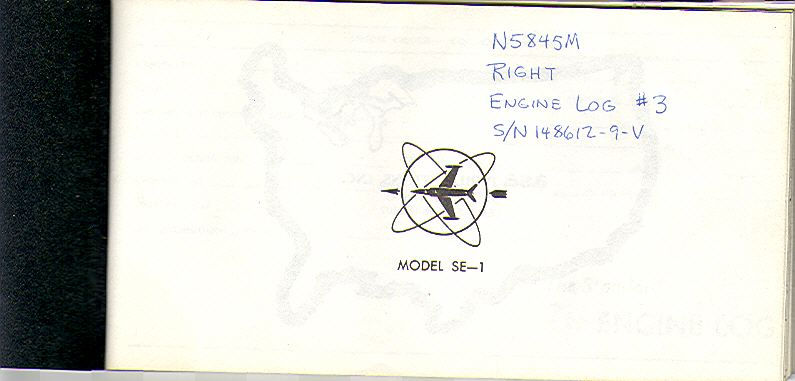 N5845M
RIGHT
ENGINE LOG #3
S/N 148612-9-V
MODEL SE—1
ENGINE LOG